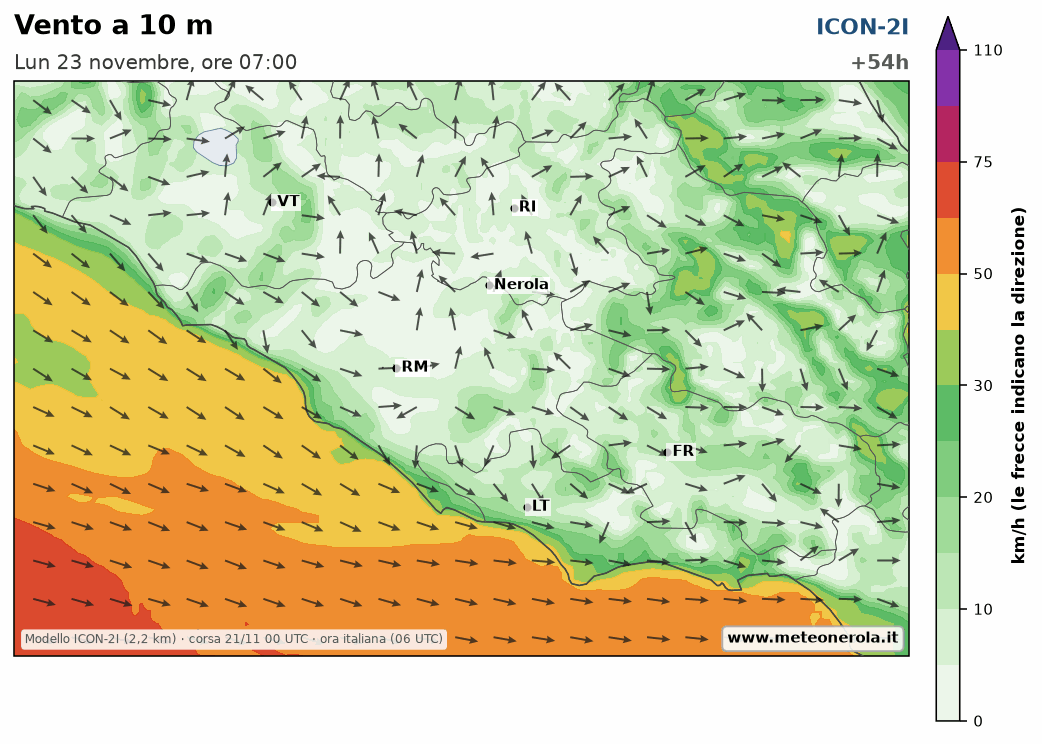 Vento a 10 m
ICON-2I
Lun 23 novembre, ore 07:00
+54h
110
75
50
30
20
10
0
km/h (le frecce indicano la direzione)
VT
RI
Nerola
RM
FR
LT
Modello ICON-2I (2,2 km) · corsa 21/11 00 UTC · ora italiana (06 UTC)
www.meteonerola.it